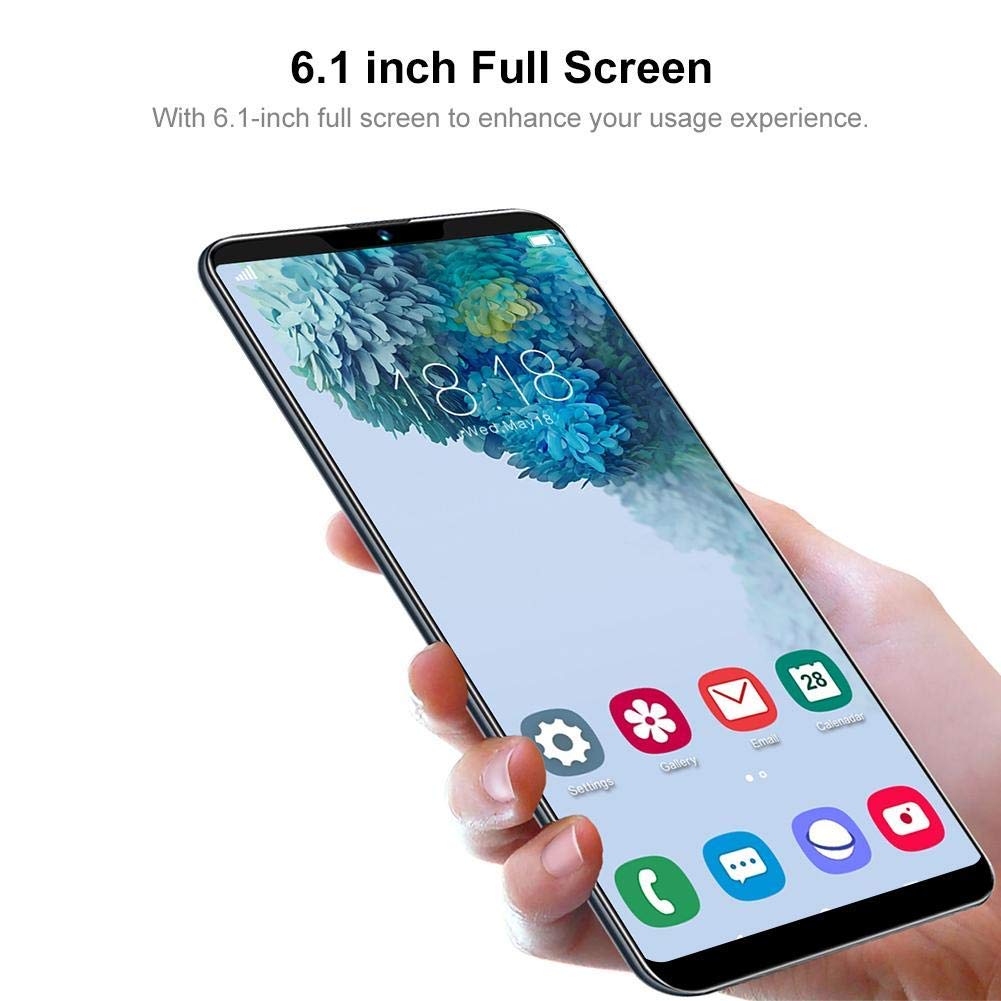 6.1 inch Full Screen
With 6.1-inch full screen to enhance your usage experience.
18:18
Wed,May18
Settings
Gallery
Email
28
Calenadar